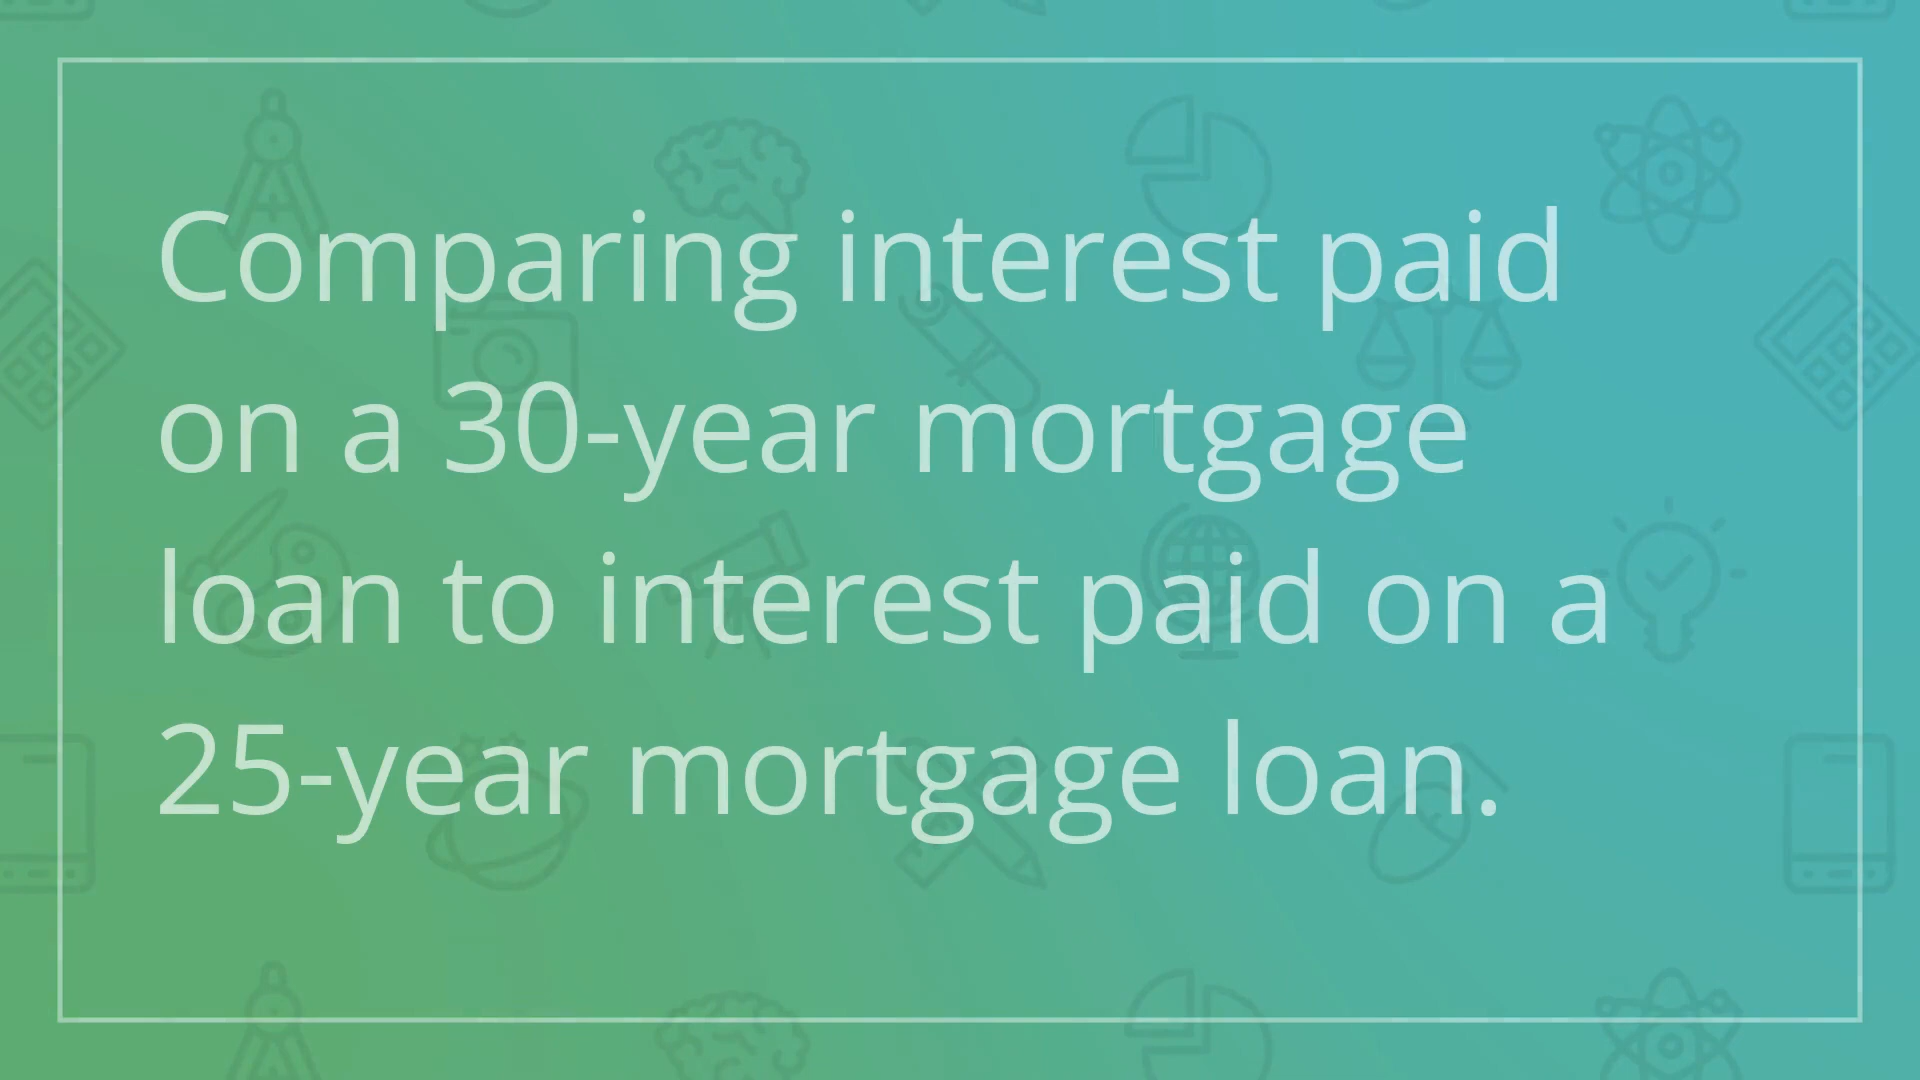 Comparing interest paid
on a 30-year mortgage
loan to interest paid on a
25-year mortgage loan.